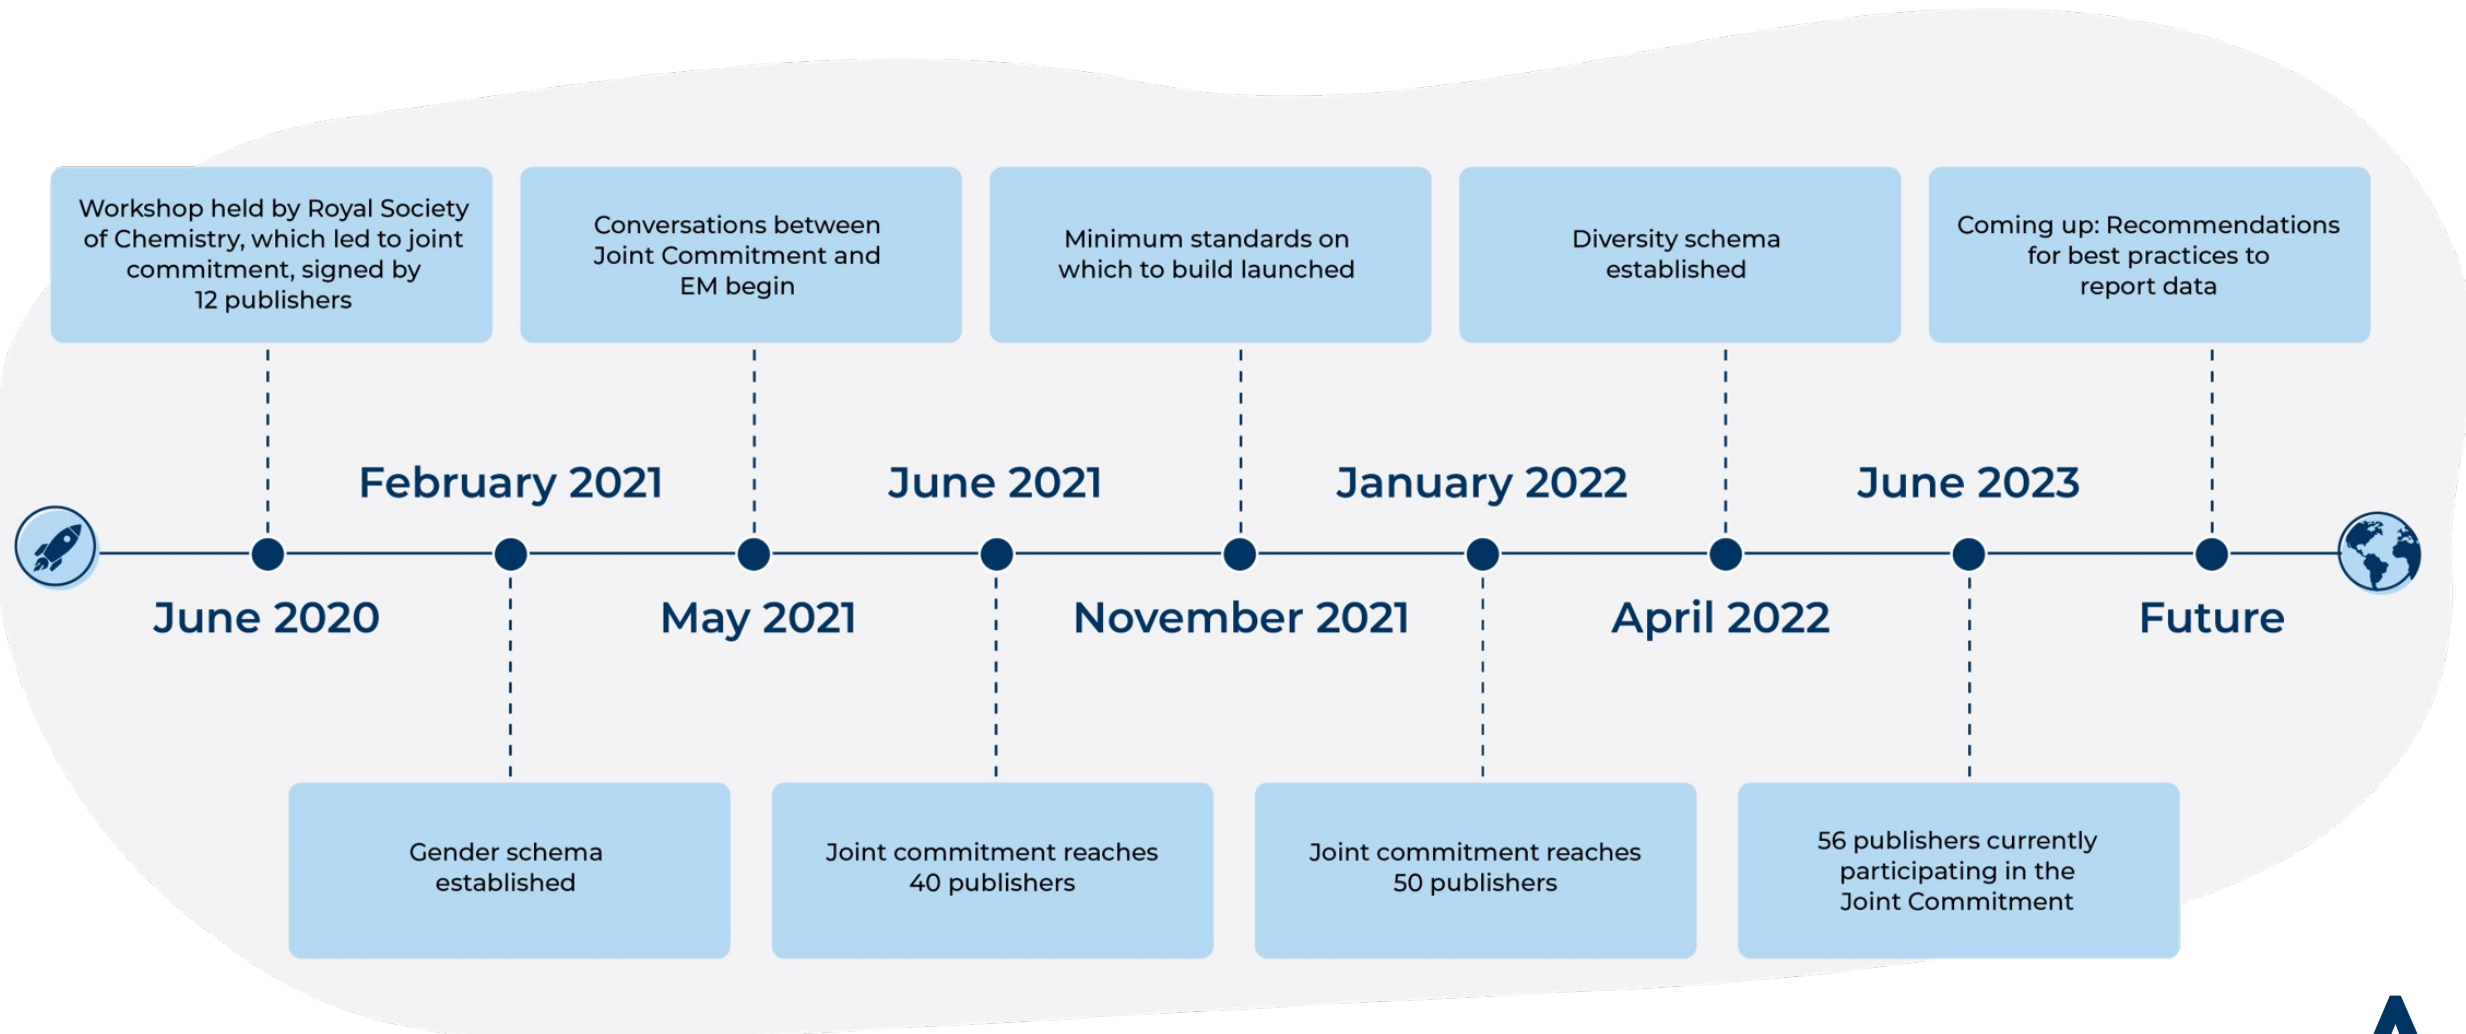 Workshop held by Royal Society
of Chemistry, which led to joint
commitment, signed by
12 publishers
Conversations between
Joint Commitment and
EM begin
Minimum standards on
which to build launched
Diversity schema
established
Coming up: Recommendations
for best practices to
report data
February 2021
June 2021
January 2022
June 2023
June 2020
May 2021
November 2021
April 2022
Future
Gender schema
established
Joint commitment reaches
40 publishers
Joint commitment reaches
50 publishers
56 publishers currently
participating in the
Joint Commitment